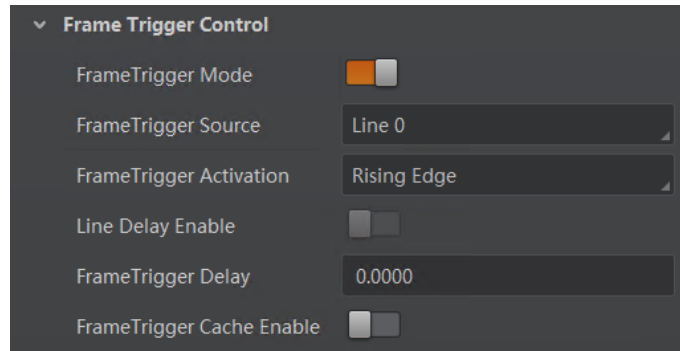 Frame Trigger Control
FrameTrigger Mode
FrameTrigger Source Line 0
FrameTrigger Activation Rising Edge
Line Delay Enable
FrameTrigger Delay 0.0000
FrameTrigger Cache Enable